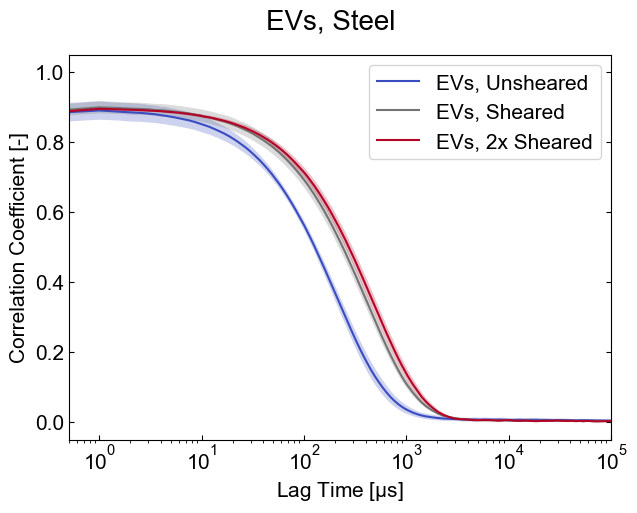 EVs, Steel
EVs, Unsheared
EVs, Sheared
EVs, 2x Sheared
Correlation Coefficient [-]
1.0
0.8
0.6
0.4
0.2
0.0
10⁰ 10¹ 10² 10³ 10⁴ 10⁵
Lag Time [µs]